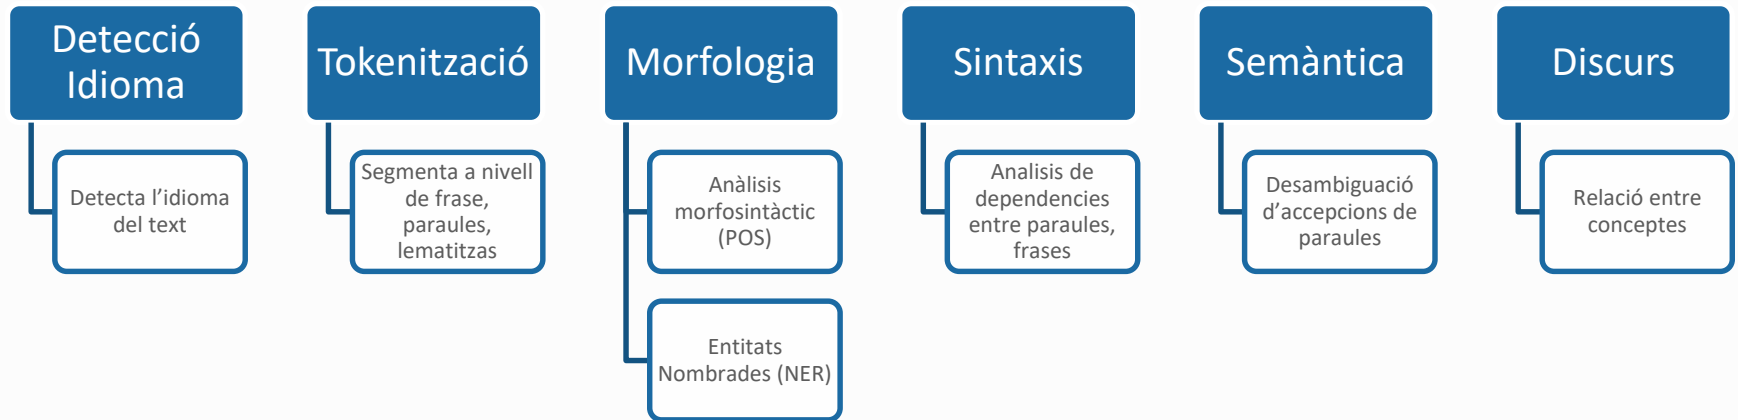 Detecció
Idioma
Detecta l’idioma
del text
Tokenització
Segmenta a nivell
de frase,
paraules,
lematitzas
Morfologia
Anàlisis
morfosintàctic
(POS)
Entitats
Nombrades (NER)
Sintaxis
Analisis de
dependencies
entre paraules,
frases
Semàntica
Desambiguació
d’accepcions de
paraules
Discurs
Relació entre
conceptes